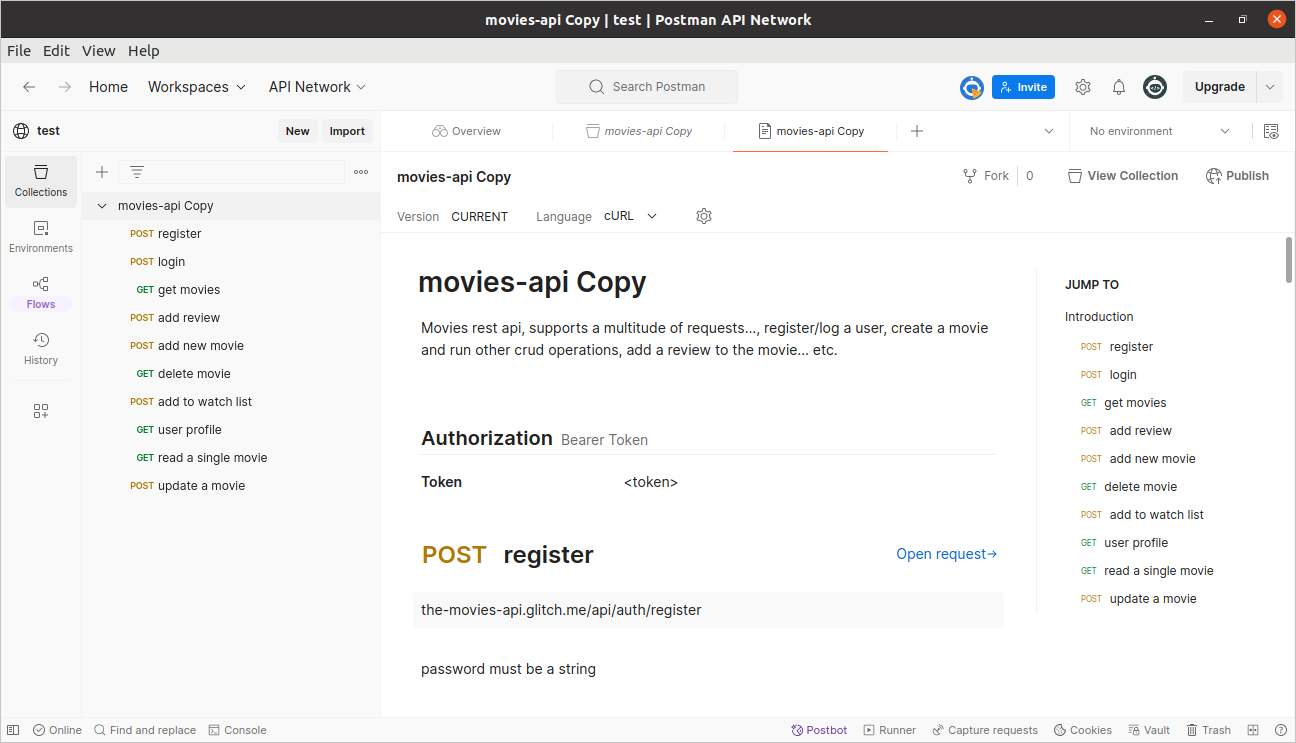 movies-api Copy | test | Postman API Network
File Edit View Help
Home Workspaces API Network Search Postman Invite Upgrade
test New Import Overview movies-api Copy movies-api Copy No environment
Collections
Environments
Flows
History
movies-api Copy
POST register
POST login
GET get movies
POST add review
POST add new movie
GET delete movie
POST add to watch list
GET user profile
GET read a single movie
POST update a movie
movies-api Copy Fork 0 View Collection Publish
Version CURRENT Language cURL
movies-api Copy
Movies rest api, supports a multitude of requests..., register/log a user, create a movie
and run other crud operations, add a review to the movie... etc.
Authorization Bearer Token
Token <token>
POST register Open request→
the-movies-api.glitch.me/api/auth/register
password must be a string
JUMP TO
Introduction
POST register
POST login
GET get movies
POST add review
POST add new movie
GET delete movie
POST add to watch list
GET user profile
GET read a single movie
POST update a movie
Online Find and replace Console Postbot Runner Capture requests Cookies Vault Trash